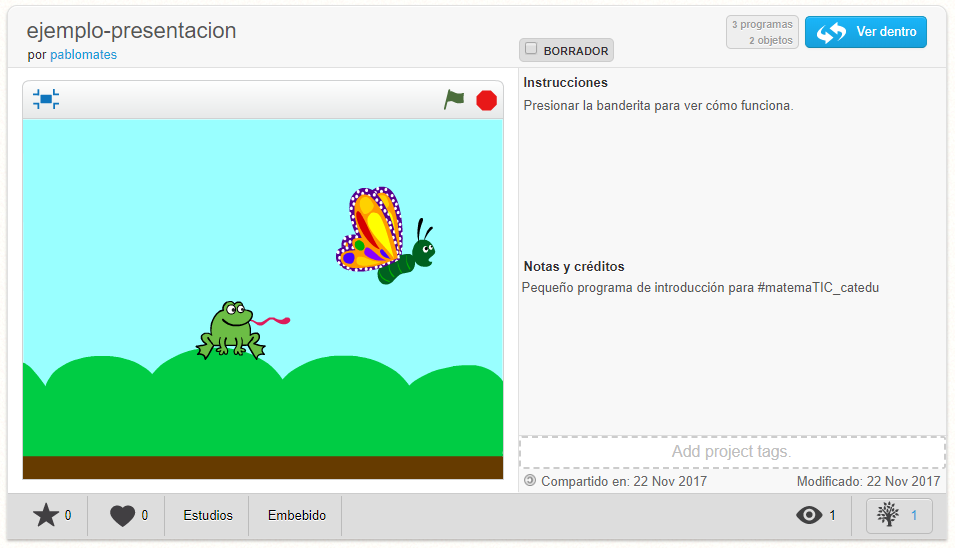 ejemplo-presentacion
por pablomates
BORRADOR
3 programas
2 objetos
Ver dentro
Instrucciones
Presionar la banderita para ver cómo funciona.
Notas y créditos
Pequeño programa de introducción para #matemaTIC_catedu
Add project tags.
Compartido en: 22 Nov 2017
Modificado: 22 Nov 2017
0
0
Estudios
Embebido
1
1